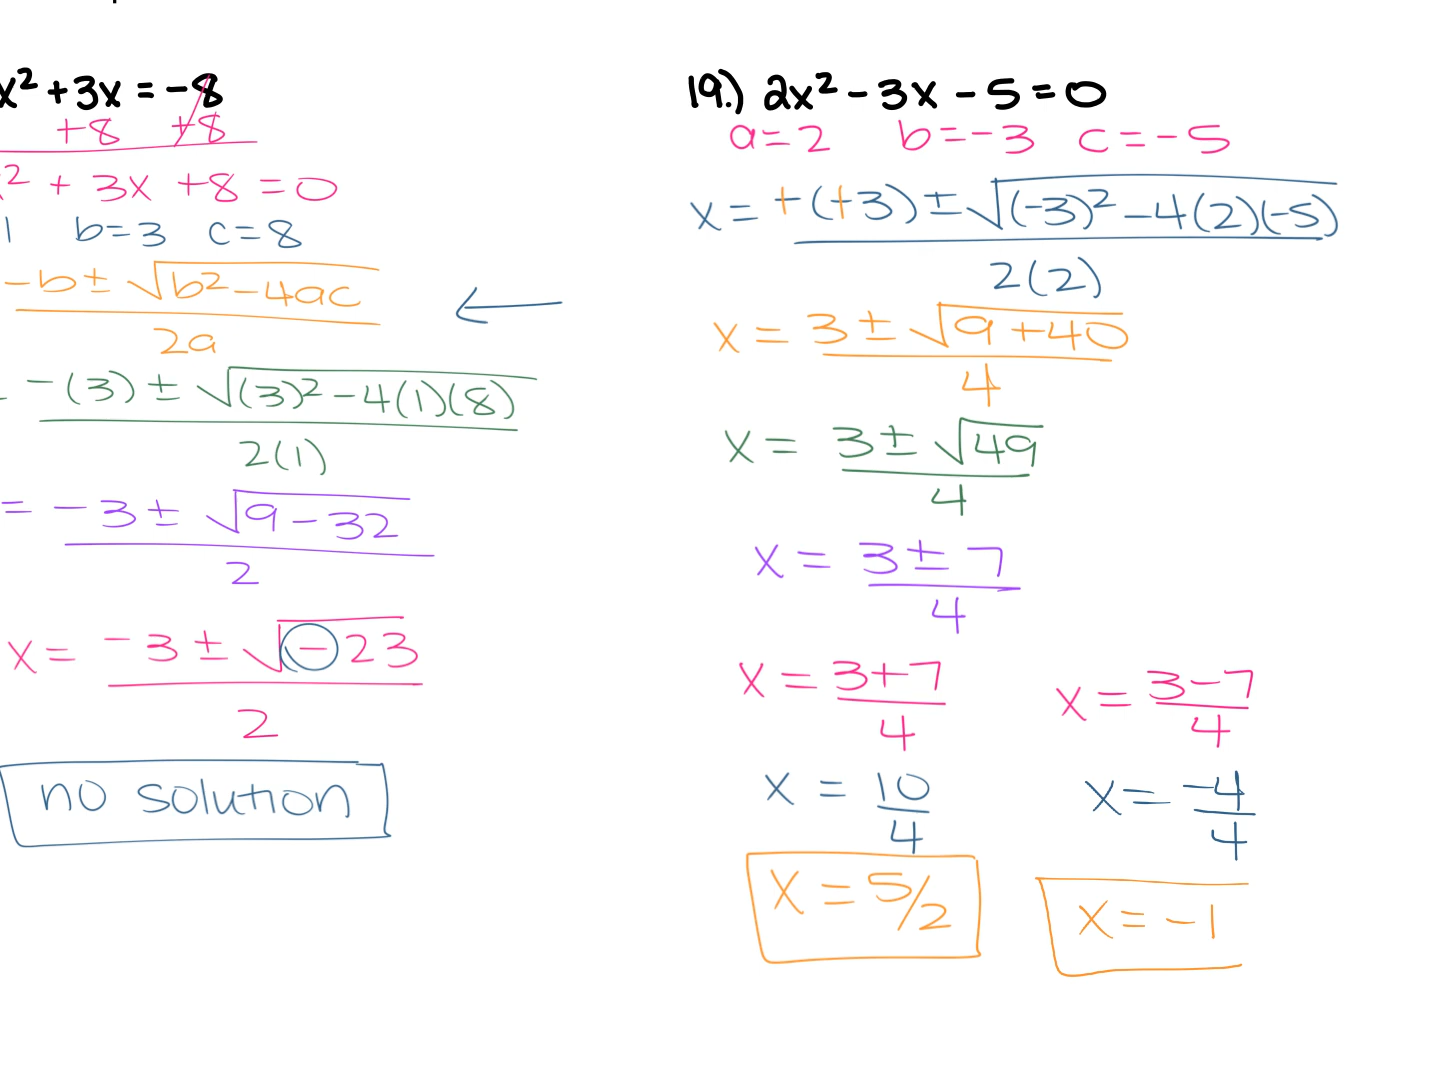 x² + 3x = -8
+8 +8
² + 3x + 8 = 0
1 b = 3 c = 8
-b ± √b² - 4ac
2a
-(3) ± √(3)² - 4(1)(8)
2(1)
= -3 ± √9 - 32
2
x = -3 ± √-23
2
no solution
19.) 2x² - 3x - 5 = 0
a = 2 b = -3 c = -5
x = +(+3) ± √(-3)² - 4(2)(-5)
2(2)
x = 3 ± √9 + 40
4
x = 3 ± √49
4
x = 3 ± 7
4
x = 3 + 7
4
x = 10
4
x = 5/2
x = 3 - 7
4
x = -4
4
x = -1